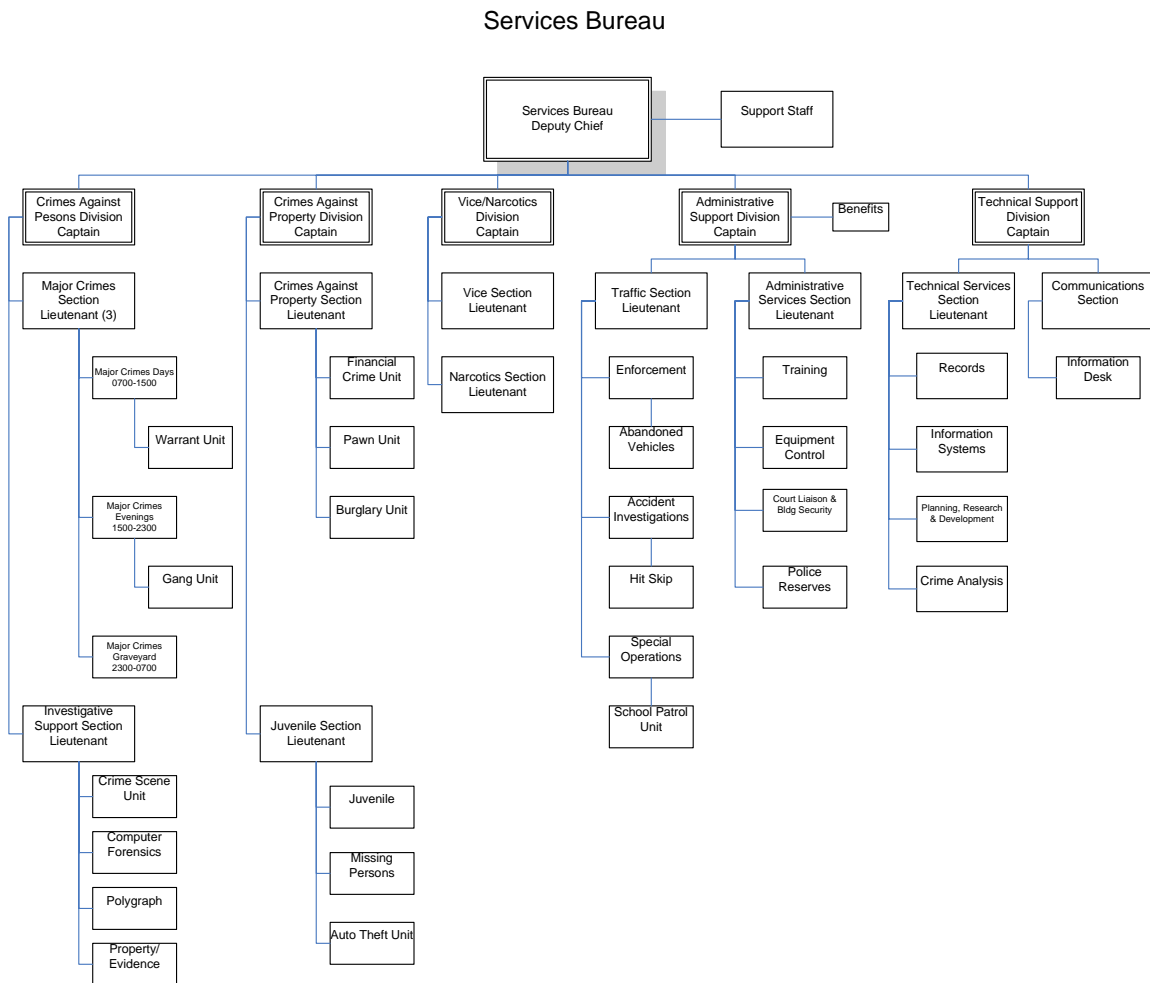 Services Bureau
Services Bureau
Deputy Chief
Support Staff
Crimes Against
Pesons Division
Captain
Crimes Against
Property Division
Captain
Vice/Narcotics
Division
Captain
Administrative
Support Division
Captain
Benefits
Technical Support
Division
Captain
Major Crimes
Section
Lieutenant (3)
Crimes Against
Property Section
Lieutenant
Vice Section
Lieutenant
Traffic Section
Lieutenant
Administrative
Services Section
Lieutenant
Technical Services
Section
Lieutenant
Communications
Section
Major Crimes Days
0700-1500
Financial
Crime Unit
Narcotics Section
Lieutenant
Enforcement
Training
Records
Information
Desk
Warrant Unit
Pawn Unit
Abandoned
Vehicles
Equipment
Control
Information
Systems
Major Crimes
Evenings
1500-2300
Burglary Unit
Accident
Investigations
Court Liaison &
Bldg Security
Planning, Research
& Development
Gang Unit
Hit Skip
Police
Reserves
Crime Analysis
Major Crimes
Graveyard
2300-0700
Special
Operations
Investigative
Support Section
Lieutenant
Juvenile Section
Lieutenant
School Patrol
Unit
Crime Scene
Unit
Juvenile
Computer
Forensics
Missing
Persons
Polygraph
Auto Theft Unit
Property/
Evidence